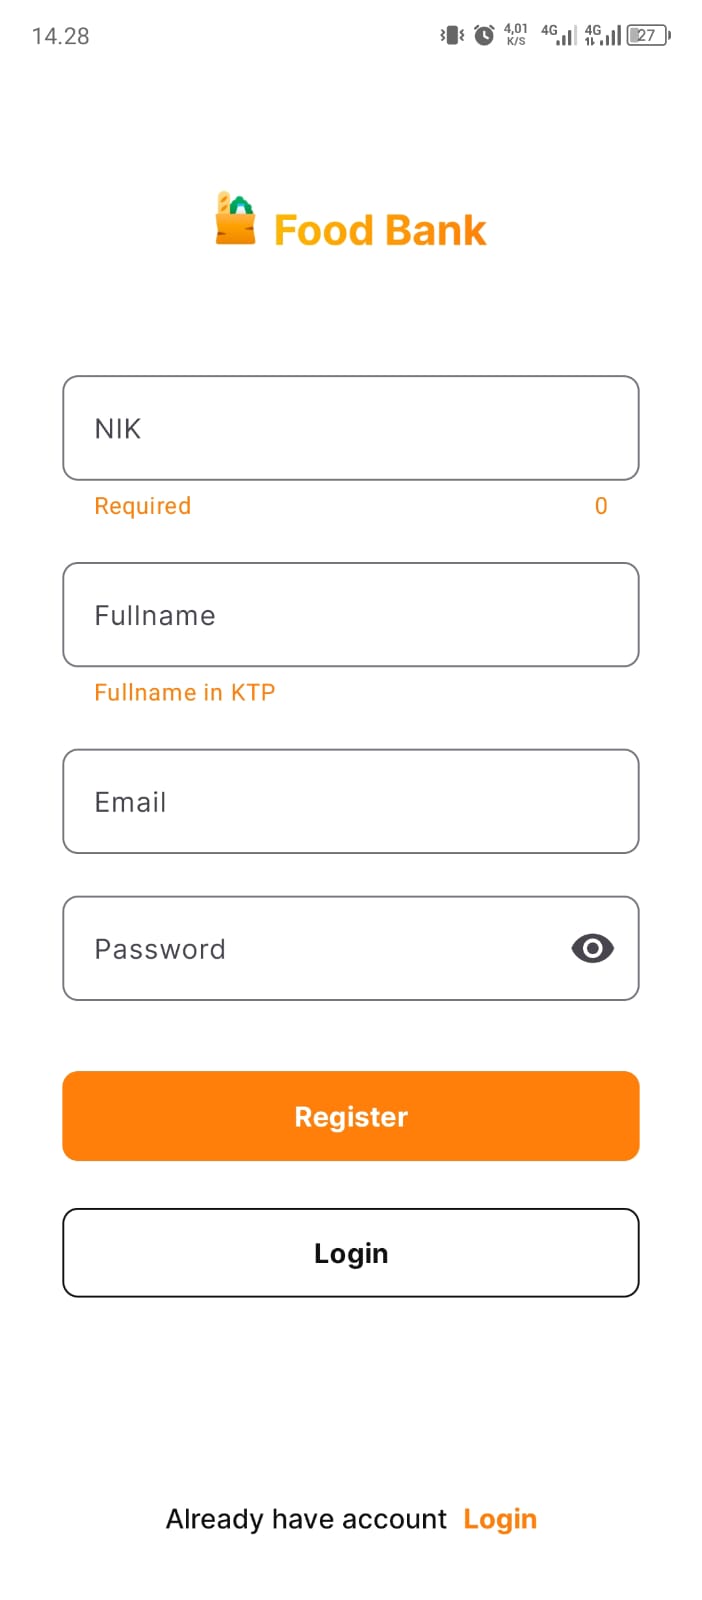 14.28 4,01 K/S 4G 4G 27
Food Bank
NIK
Required 0
Fullname
Fullname in KTP
Email
Password
Register
Login
Already have account Login